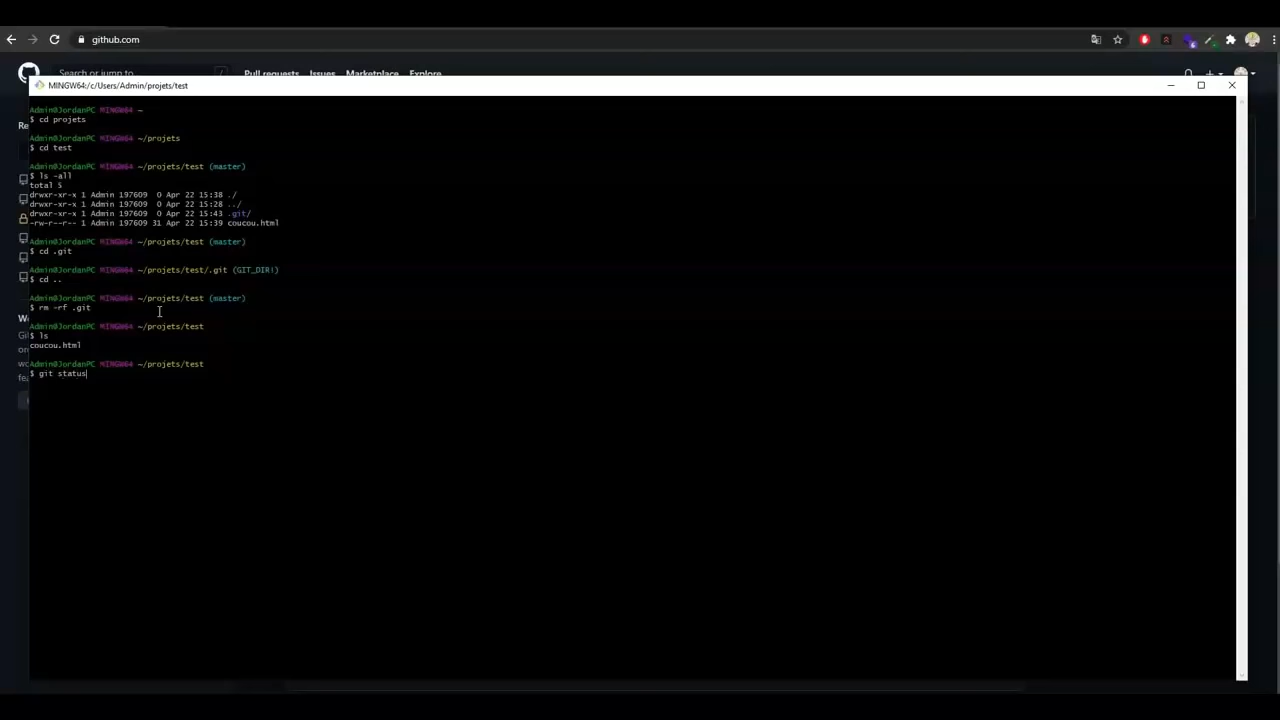 github.com
Search or jump to...
/
Pull requests Issues Marketplace Explore
MINGW64:/c/Users/Admin/projets/test
Admin@JordanPC MINGW64 ~
$ cd projets
Admin@JordanPC MINGW64 ~/projets
$ cd test
Admin@JordanPC MINGW64 ~/projets/test (master)
$ ls -all
total 5
drwxr-xr-x 1 Admin 197609 0 Apr 22 15:38 ./
drwxr-xr-x 1 Admin 197609 0 Apr 22 15:28 ../
drwxr-xr-x 1 Admin 197609 0 Apr 22 15:43 .git/
-rw-r--r-- 1 Admin 197609 31 Apr 22 15:39 coucou.html
Admin@JordanPC MINGW64 ~/projets/test (master)
$ cd .git
Admin@JordanPC MINGW64 ~/projets/test/.git (GIT_DIR!)
$ cd ..
Admin@JordanPC MINGW64 ~/projets/test (master)
$ rm -rf .git
Admin@JordanPC MINGW64 ~/projets/test
$ ls
coucou.html
Admin@JordanPC MINGW64 ~/projets/test
$ git status